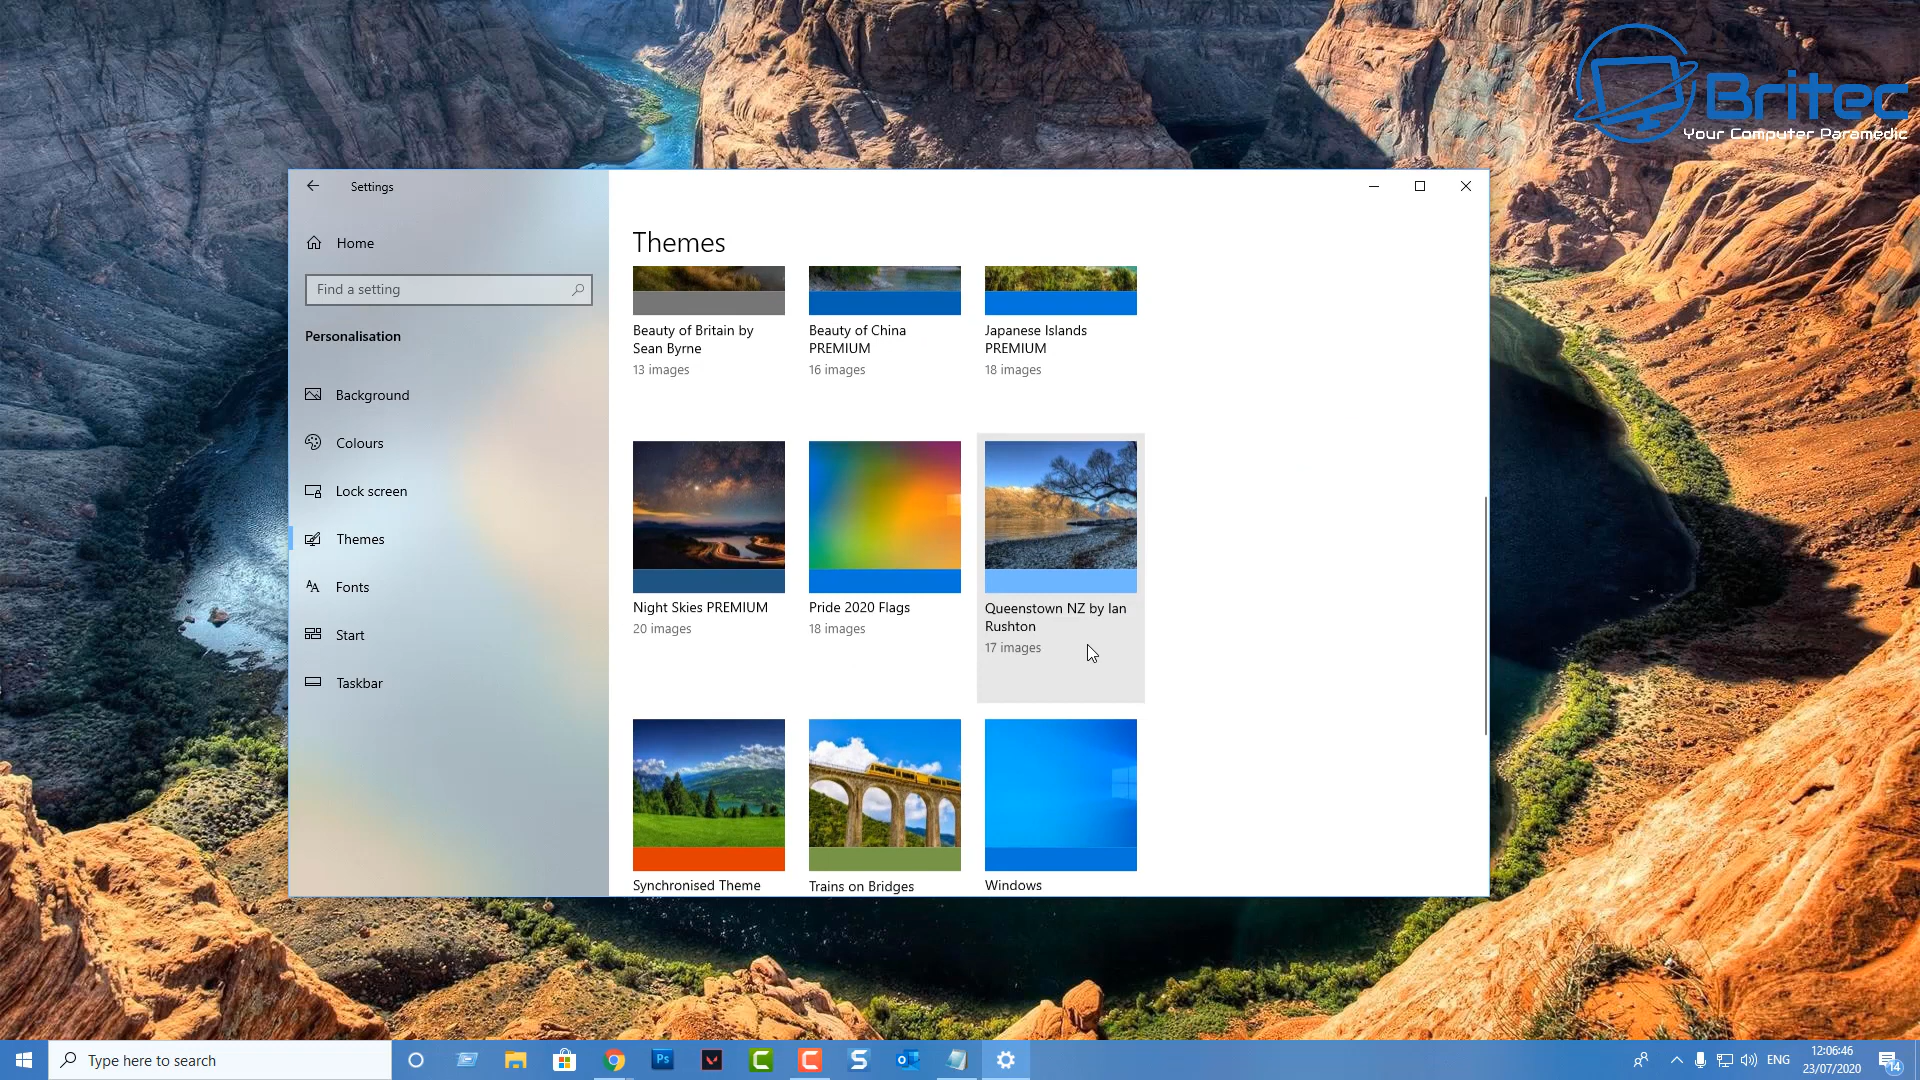 Britec
Your Computer Paramedic
Settings
Home
Find a setting
Personalisation
Background
Colours
Lock screen
Themes
Fonts
Start
Taskbar
Themes
Beauty of Britain by
Sean Byrne
13 images
Beauty of China
PREMIUM
16 images
Japanese Islands
PREMIUM
18 images
Night Skies PREMIUM
20 images
Pride 2020 Flags
18 images
Queenstown NZ by Ian
Rushton
17 images
Synchronised Theme
Trains on Bridges
Windows
Type here to search
Ps
C
C
S
ENG
12:06:46
23/07/2020
14